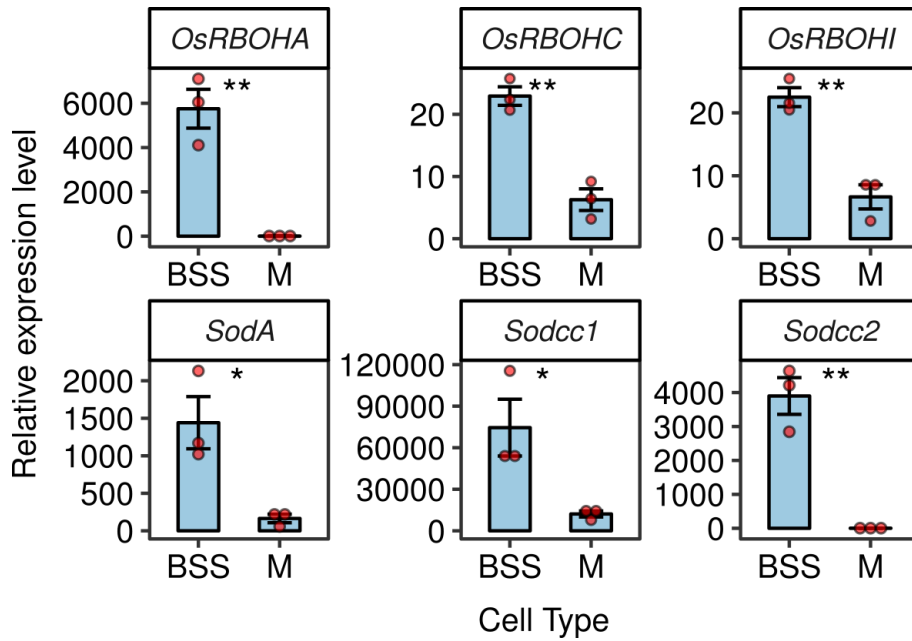 OsRBOHA
OsRBOHC
OsRBOHI
**
6000
4000
2000
0
BSS M
**
20
10
0
BSS M
**
20
10
0
BSS M
SodA
Sodcc1
Sodcc2
*
2000
1500
1000
500
0
BSS M
*
120000
90000
60000
30000
0
BSS M
**
4000
3000
2000
1000
0
BSS M
Relative expression level
Cell Type